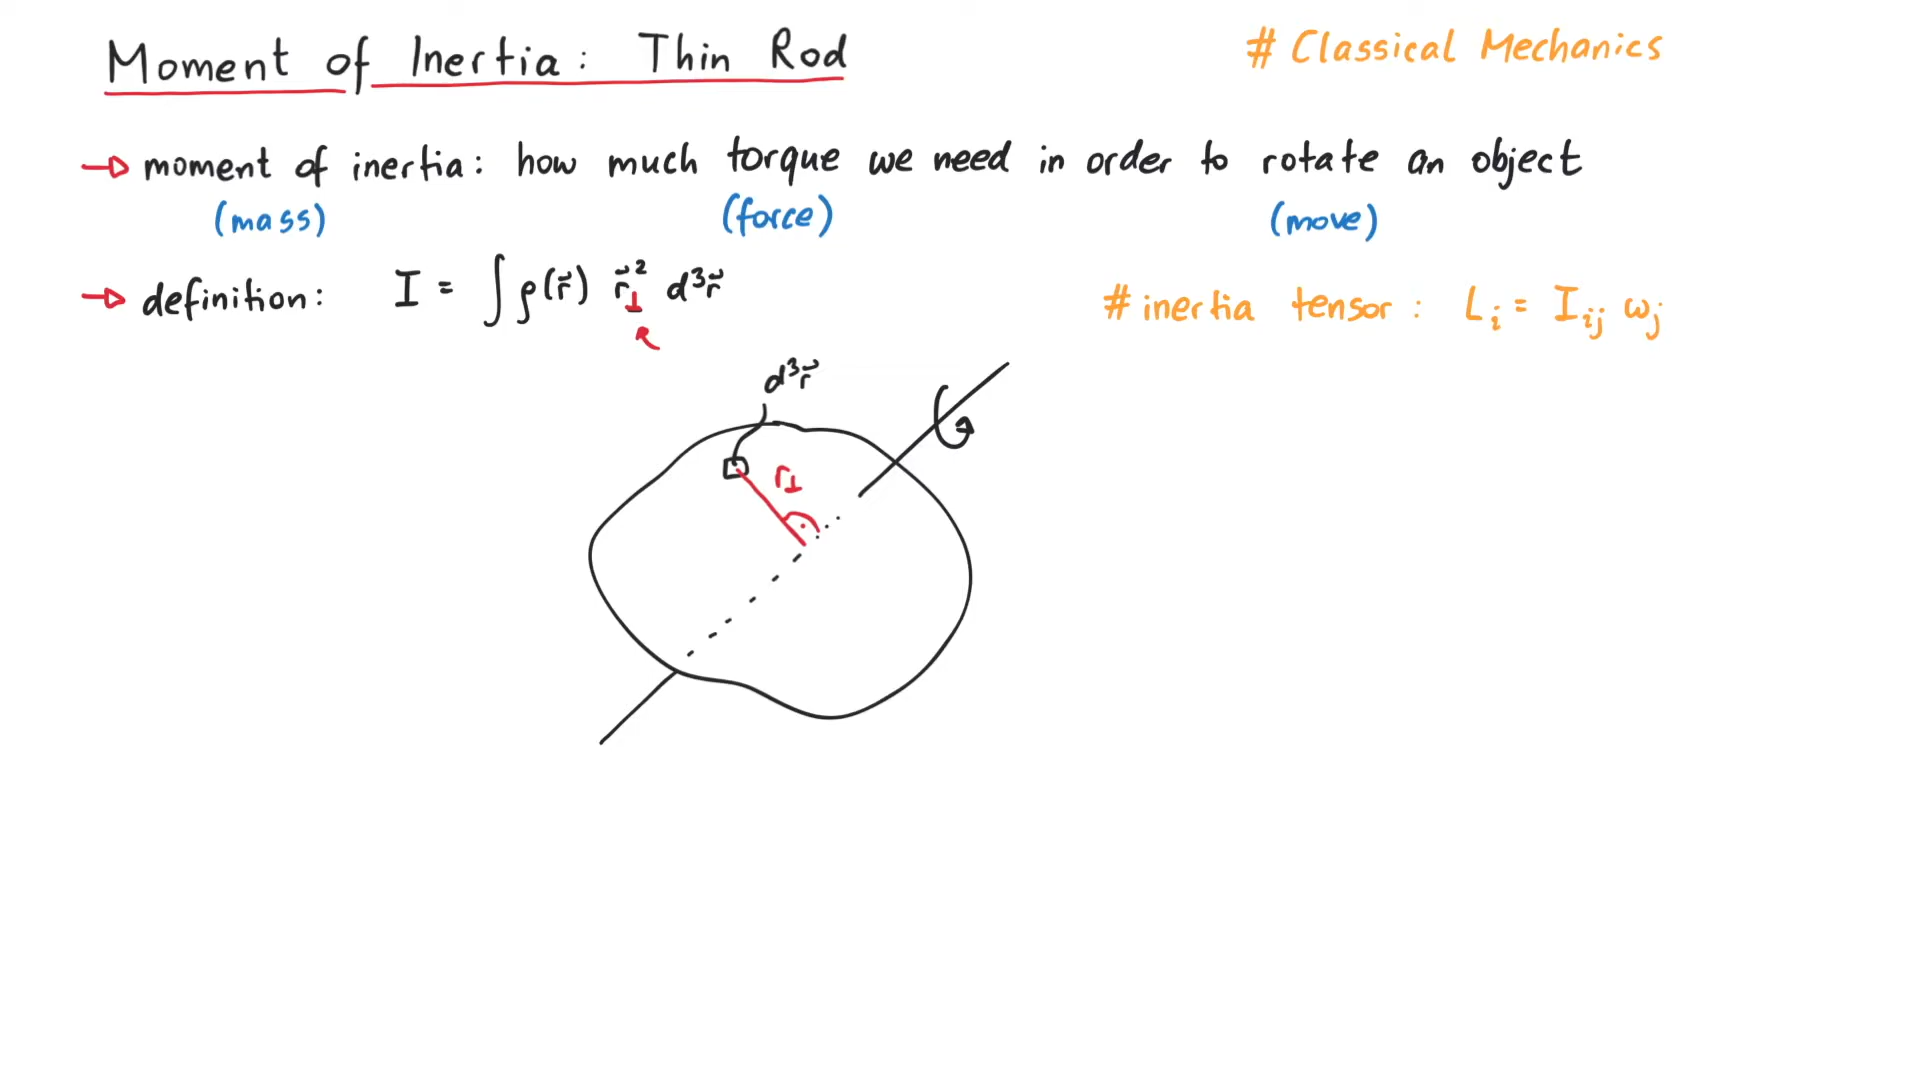 Moment of Inertia: Thin Rod
# Classical Mechanics
→ moment of inertia: how much torque we need in order to rotate an object
(mass) (force) (move)
→ definition: I = ∫ρ(r⃗) r⃗⊥² d³r⃗
# inertia tensor: Lᵢ = Iᵢⱼ ωⱼ
d³r⃗
r⊥